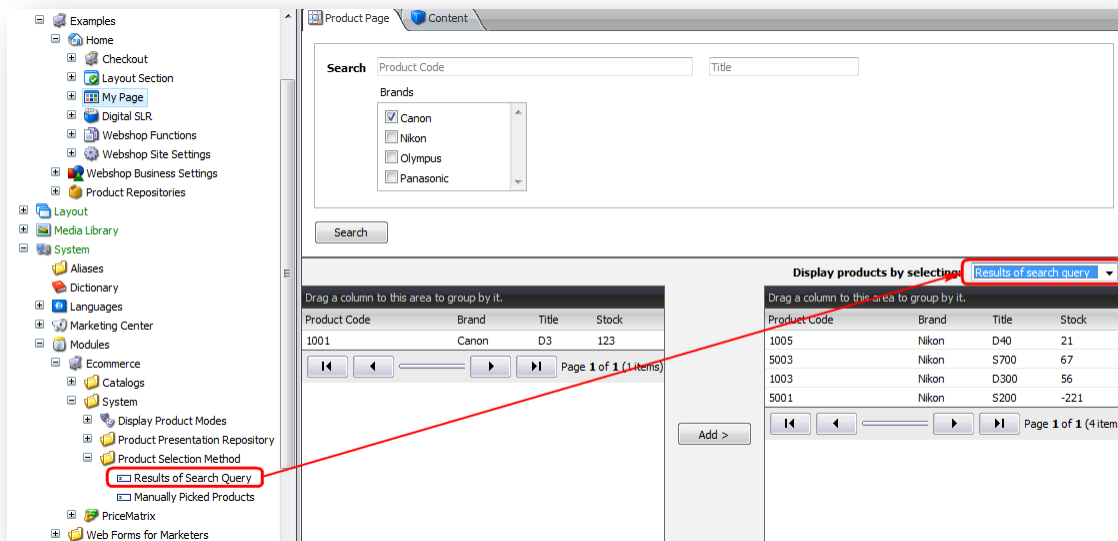 Examples
Home
Checkout
Layout Section
My Page
Digital SLR
Webshop Functions
Webshop Site Settings
Webshop Business Settings
Product Repositories
Layout
Media Library
System
Aliases
Dictionary
Languages
Marketing Center
Modules
Ecommerce
Catalogs
System
Display Product Modes
Product Presentation Repository
Product Selection Method
Results of Search Query
Manually Picked Products
PriceMatrix
Web Forms for Marketers
Product Page Content
Search Product Code Title
Brands
Canon
Nikon
Olympus
Panasonic
Search
Display products by selecting: Results of search query
Drag a column to this area to group by it.
Product Code Brand Title Stock
1001 Canon D3 123
Page 1 of 1 (1 items)
Add >
Drag a column to this area to group by it.
Product Code Brand Title Stock
1005 Nikon D40 21
5003 Nikon S700 67
1003 Nikon D300 56
5001 Nikon S200 -221
Page 1 of 1 (4 item